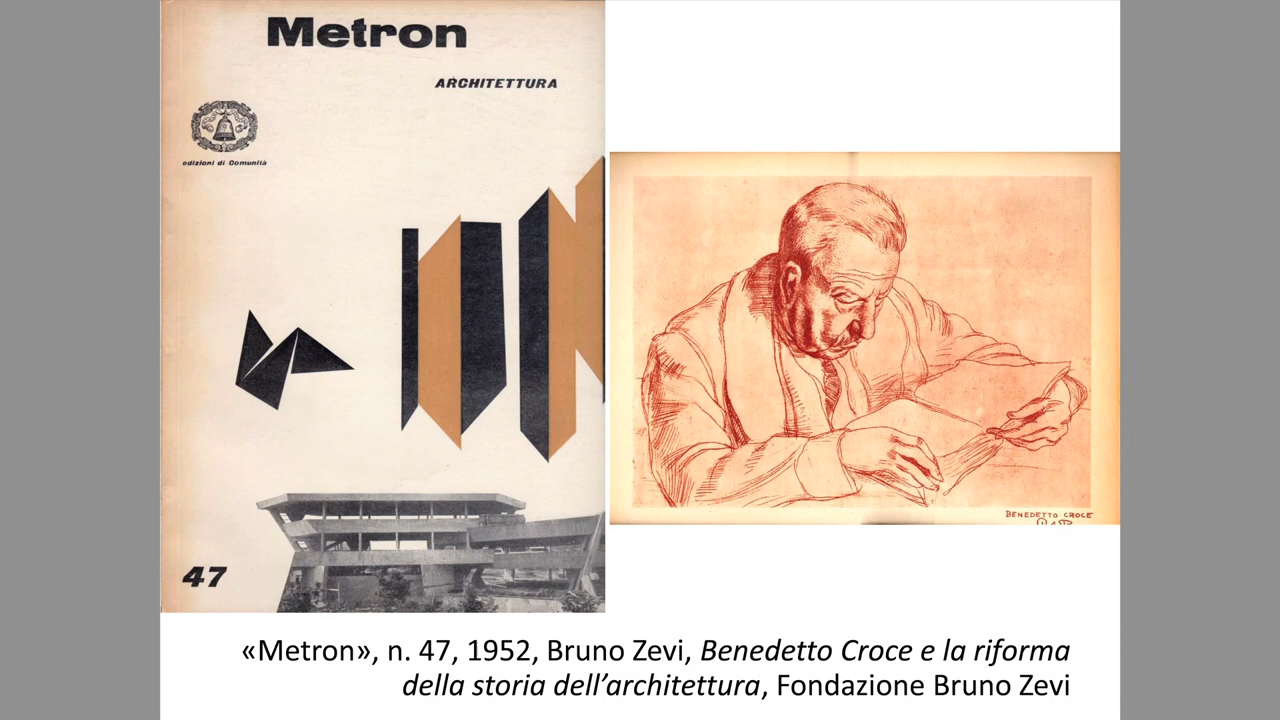 Metron
ARCHITETTURA
edizioni di Comunità
47
BENEDETTO CROCE
«Metron», n. 47, 1952, Bruno Zevi, Benedetto Croce e la riforma
della storia dell’architettura, Fondazione Bruno Zevi